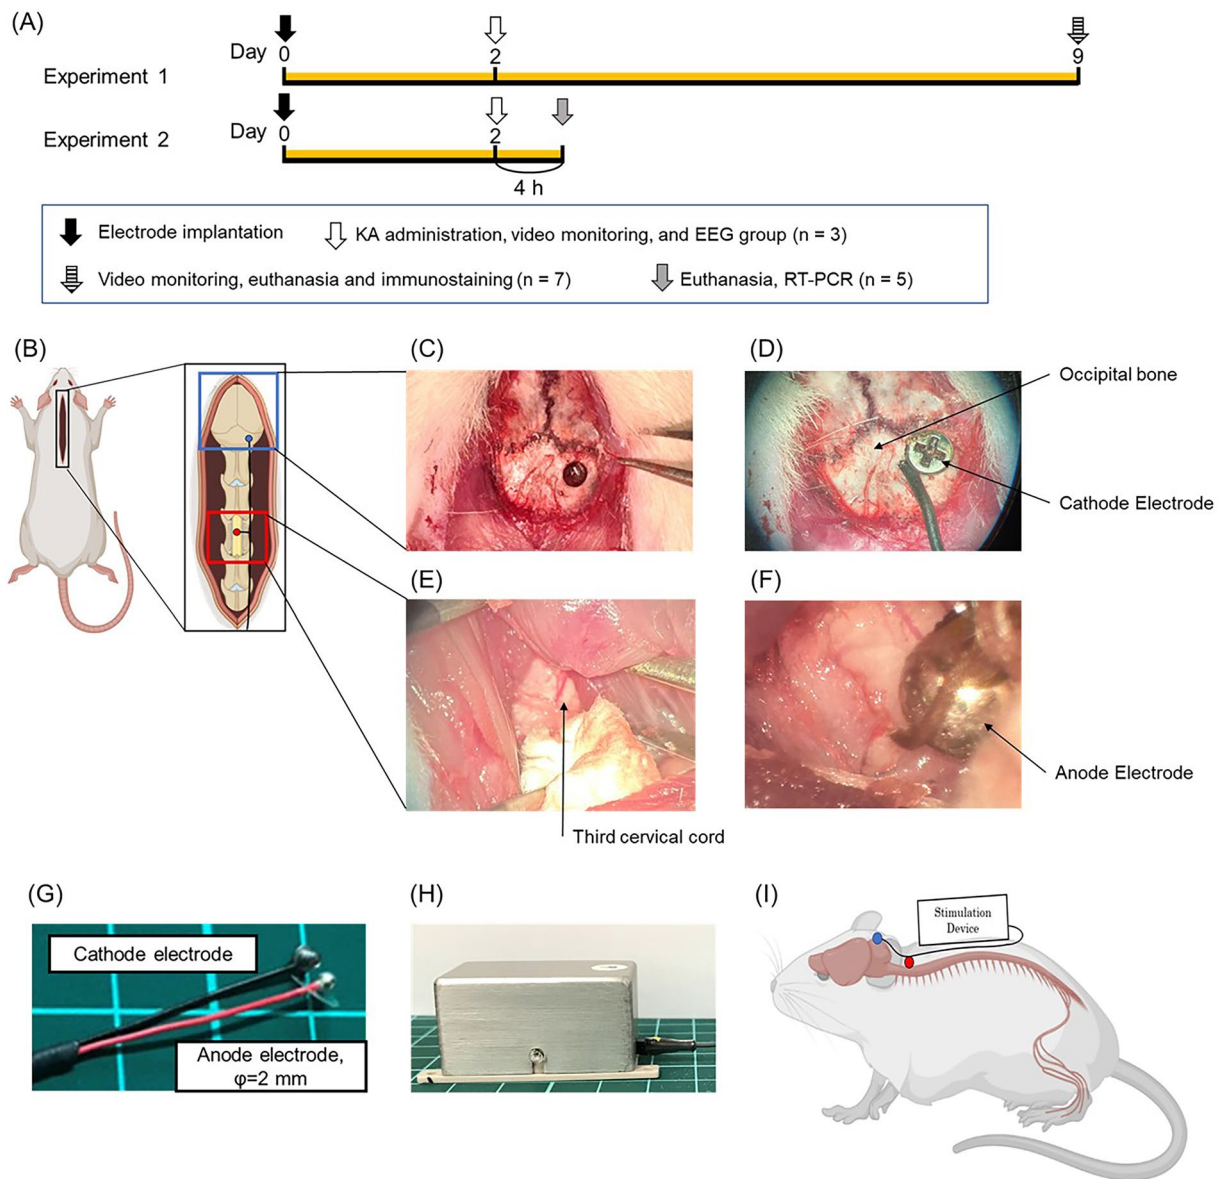 (A)
Day 0 2 9
Experiment 1
Day 0 2
Experiment 2
4 h
Electrode implantation
KA administration, video monitoring, and EEG group (n = 3)
Video monitoring, euthanasia and immunostaining (n = 7)
Euthanasia, RT-PCR (n = 5)
(B)
(C)
(D)
Occipital bone
Cathode Electrode
(E)
(F)
Anode Electrode
Third cervical cord
(G)
Cathode electrode
Anode electrode,
φ=2 mm
(H)
(I)
Stimulation
Device